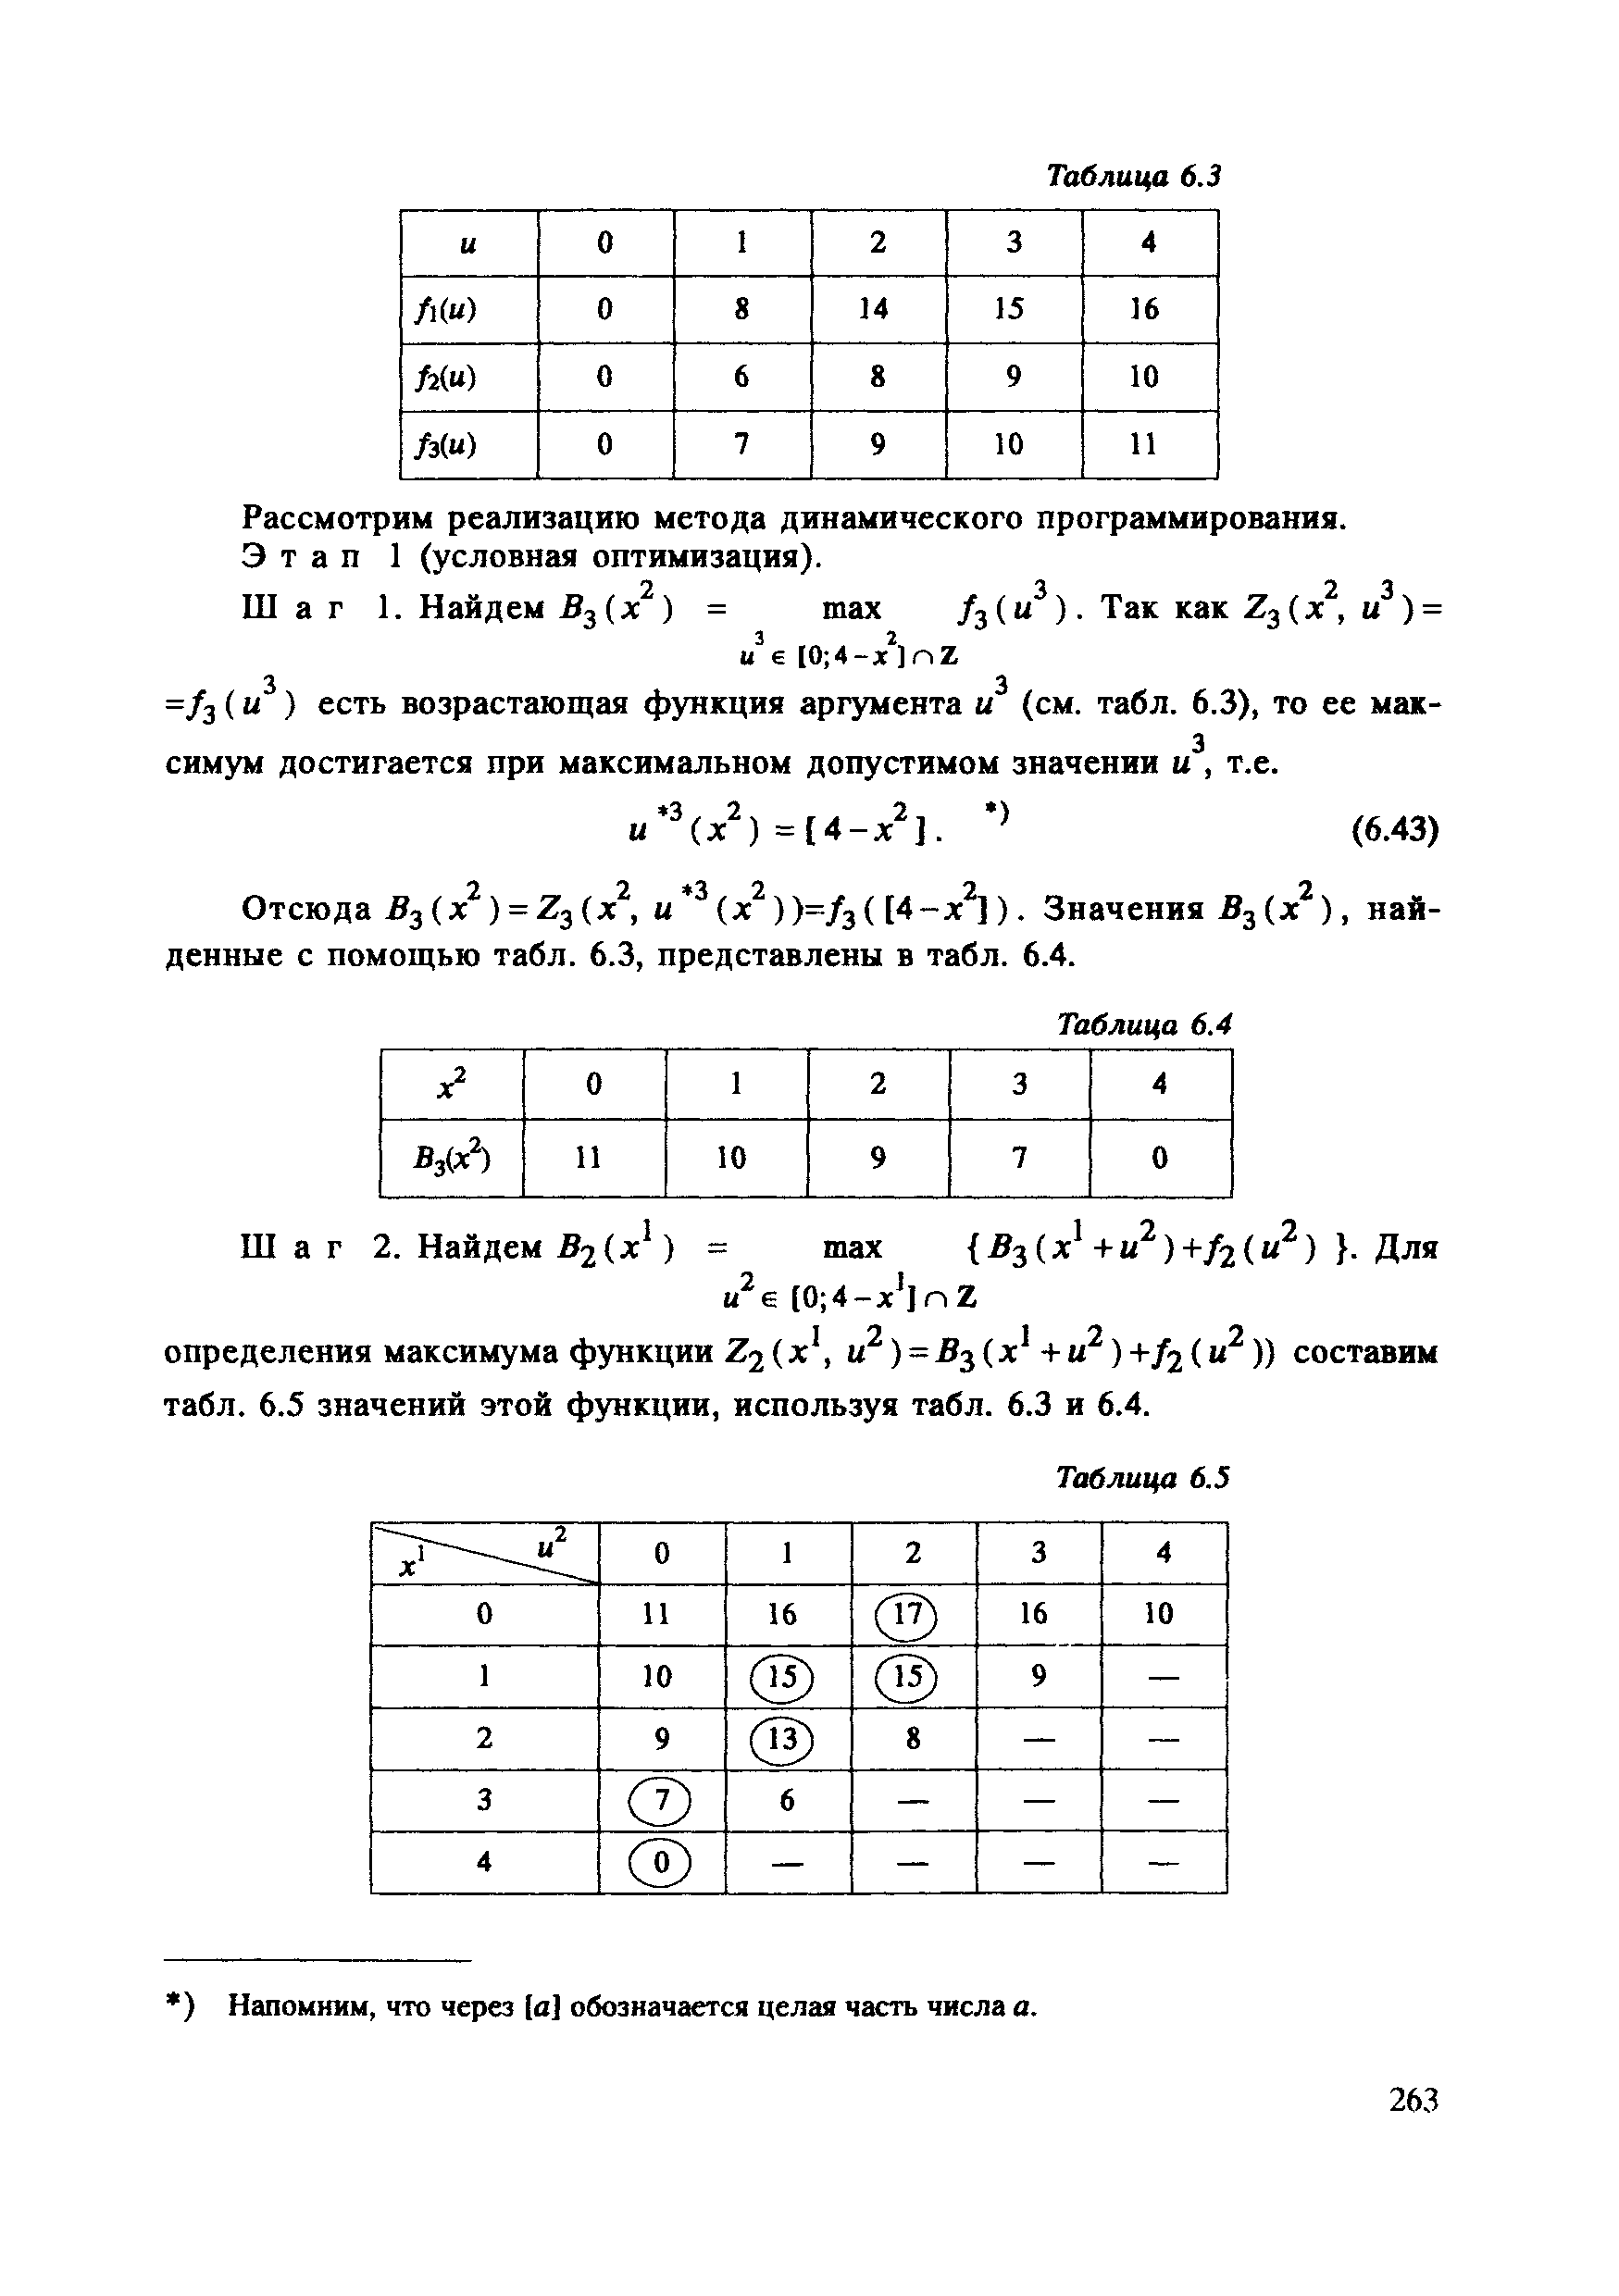 Таблица 6.3
u 0 1 2 3 4
f₁(u) 0 8 14 15 16
f₂(u) 0 6 8 9 10
f₃(u) 0 7 9 10 11
Рассмотрим реализацию метода динамического программирования.
Э т а п 1 (условная оптимизация).
Ш а г 1. Найдем B₃(x²) = max f₃(u³). Так как Z₃(x², u³)=
u³∈[0;4-x²]∩Z
=f₃(u³) есть возрастающая функция аргумента u³ (см. табл. 6.3), то ее мак-
симум достигается при максимальном допустимом значении u³, т.е.
u*³(x²)=[4-x²]. *) (6.43)
Отсюда B₃(x²)=Z₃(x², u*³(x²))=f₃([4-x²]). Значения B₃(x²), най-
денные с помощью табл. 6.3, представлены в табл. 6.4.
Таблица 6.4
x² 0 1 2 3 4
B₃(x²) 11 10 9 7 0
Ш а г 2. Найдем B₂(x¹) = max {B₃(x¹+u²)+f₂(u²) }. Для
u²∈[0;4-x¹]∩Z
определения максимума функции Z₂(x¹, u²)=B₃(x¹+u²)+f₂(u²)) составим
табл. 6.5 значений этой функции, используя табл. 6.3 и 6.4.
Таблица 6.5
x¹ u² 0 1 2 3 4
0 11 16 17 16 10
1 10 15 15 9 —
2 9 13 8 — —
3 7 6 — — —
4 0 — — — —
*) Напомним, что через [a] обозначается целая часть числа a.
263